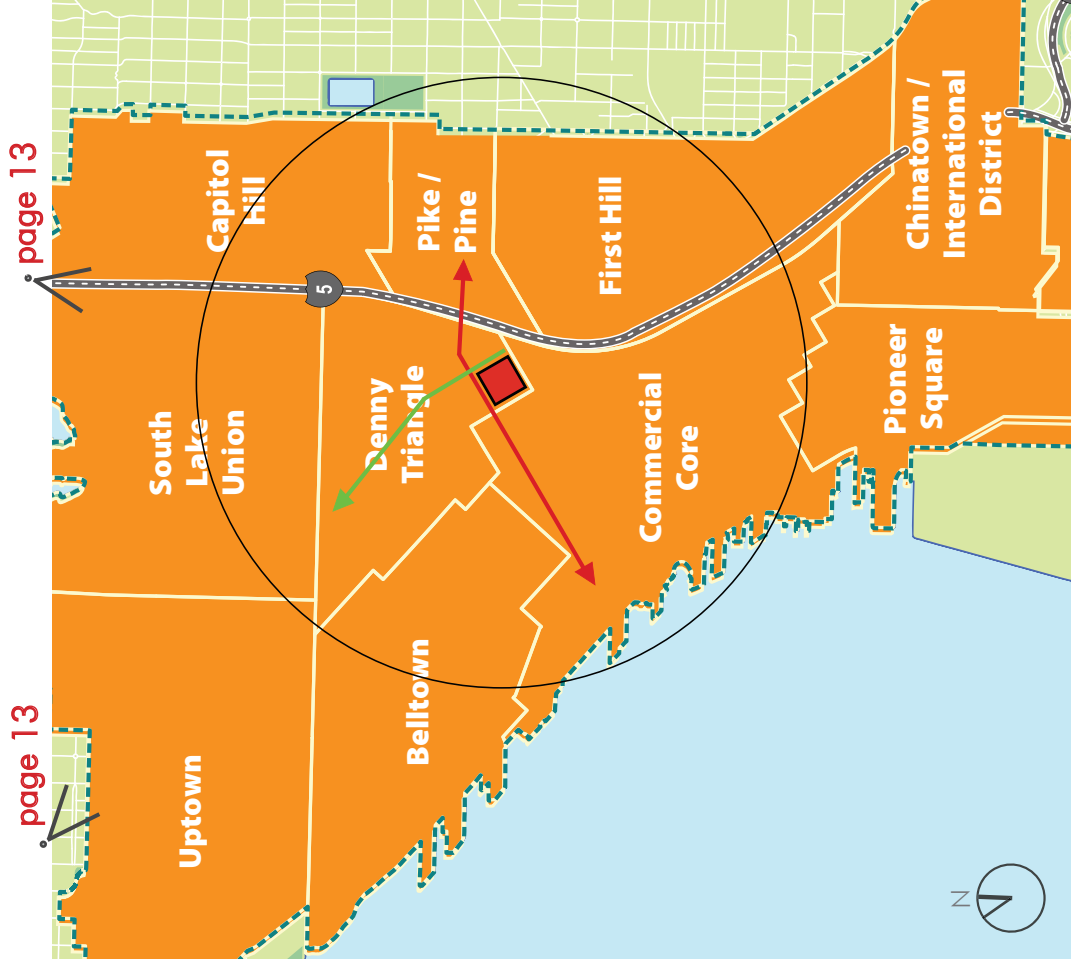 page 13
page 13
Capitol
Hill
Pike /
Pine
First Hill
Chinatown /
International
District
5
South
Lake
Union
Denny
Triangle
Commercial
Core
Pioneer
Square
Belltown
Uptown
N